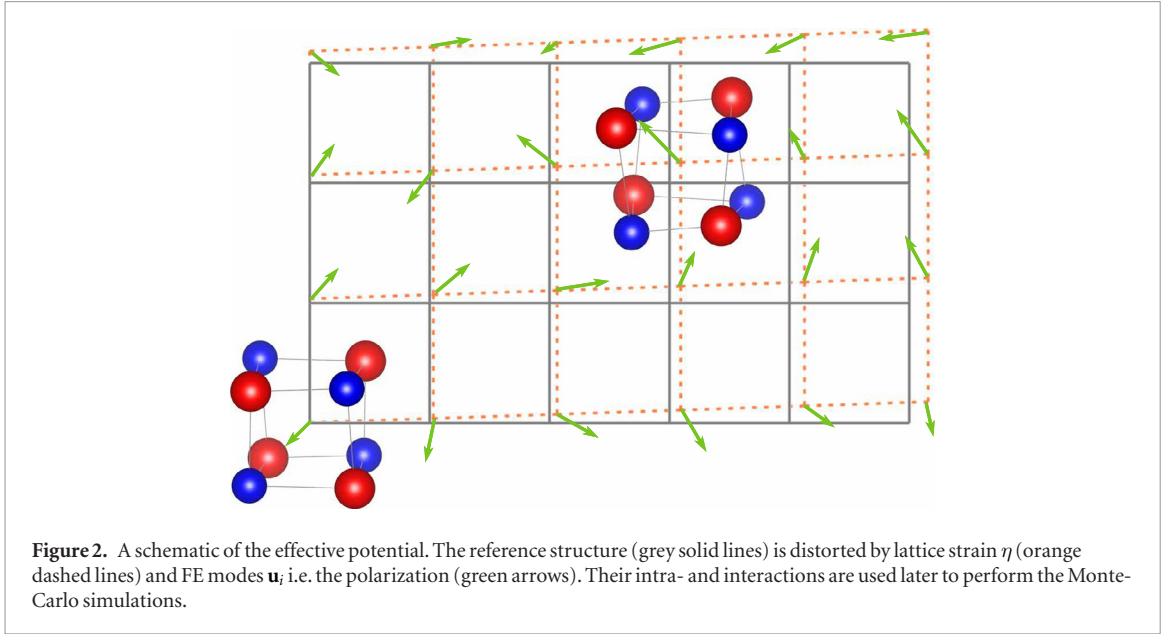 Figure 2. A schematic of the effective potential. The reference structure (grey solid lines) is distorted by lattice strain η (orange
dashed lines) and FE modes uᵢ i.e. the polarization (green arrows). Their intra- and interactions are used later to perform the Monte-
Carlo simulations.